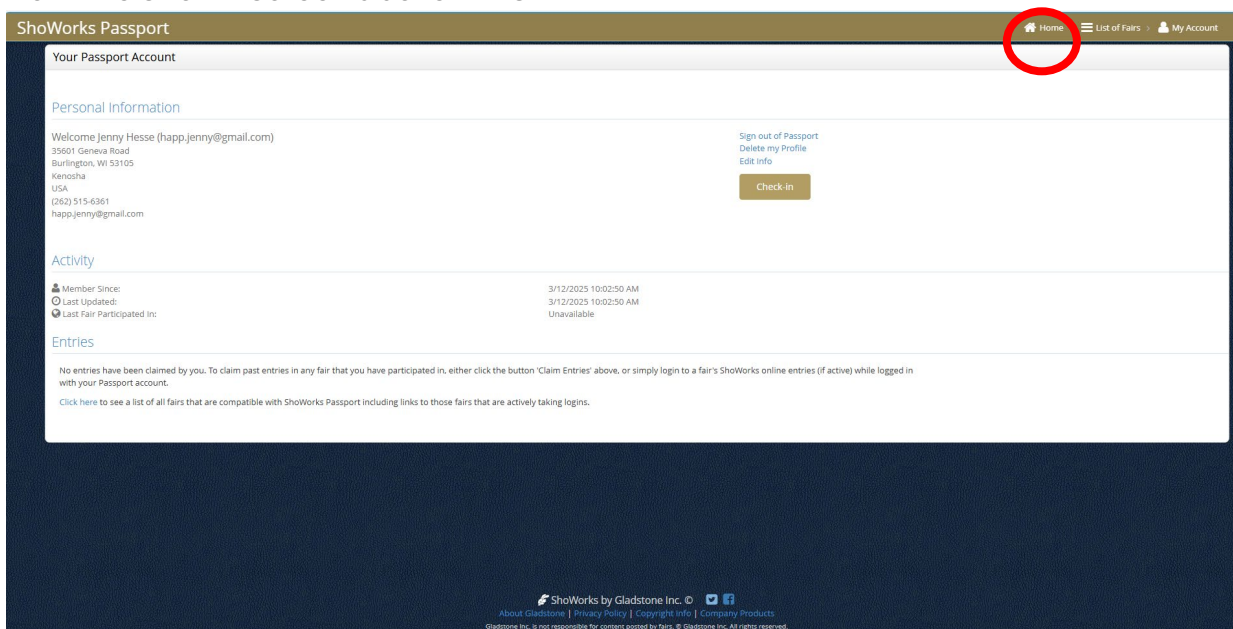 ShoWorks Passport
Home
List of Fairs > My Account
Your Passport Account
Personal Information
Welcome Jenny Hesse (happ.jenny@gmail.com)
35601 Geneva Road
Burlington, WI 53105
Kenosha
USA
(262) 515-6361
happ.jenny@gmail.com
Sign out of Passport
Delete my Profile
Edit Info
Check-in
Activity
Member Since: 3/12/2025 10:02:50 AM
Last Updated: 3/12/2025 10:02:50 AM
Last Fair Participated In: Unavailable
Entries
No entries have been claimed by you. To claim past entries in any fair that you have participated in, either click the button 'Claim Entries' above, or simply login to a fair's ShoWorks online entries (if active) while logged in
with your Passport account.
Click here to see a list of all fairs that are compatible with ShoWorks Passport including links to those fairs that are actively taking logins.
ShoWorks by Gladstone Inc. ©
About Gladstone | Privacy Policy | Copyright Info | Company Products
Gladstone Inc. is not responsible for content posted by fairs. © Gladstone Inc. All rights reserved.